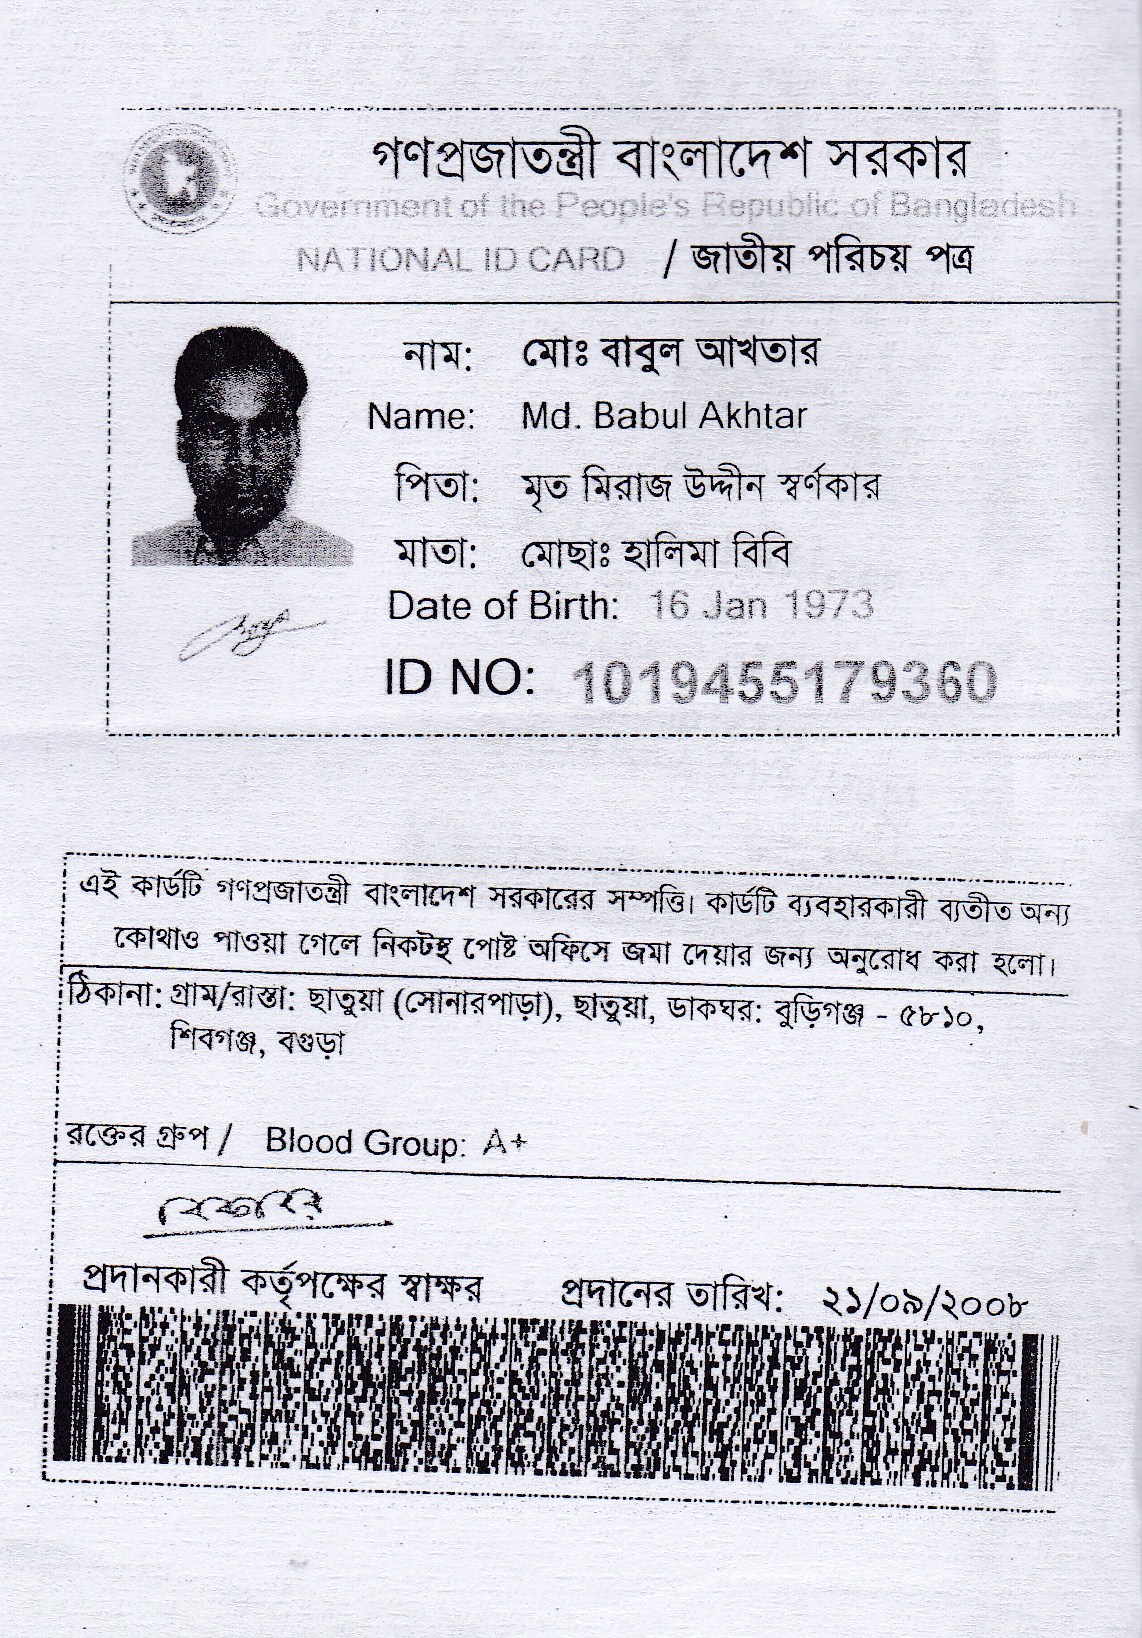 গণপ্রজাতন্ত্রী বাংলাদেশ সরকার
Government of the People's Republic of Bangladesh
NATIONAL ID CARD / জাতীয় পরিচয় পত্র
নাম: মোঃ বাবুল আখতার
Name: Md. Babul Akhtar
পিতা: মৃত মিরাজ উদ্দীন স্বর্ণকার
মাতা: মোছাঃ হালিমা বিবি
Date of Birth: 16 Jan 1973
ID NO: 1019455179360
এই কার্ডটি গণপ্রজাতন্ত্রী বাংলাদেশ সরকারের সম্পত্তি। কার্ডটি ব্যবহারকারী ব্যতীত অন্য
কোথাও পাওয়া গেলে নিকটস্থ পোষ্ট অফিসে জমা দেয়ার জন্য অনুরোধ করা হলো।
ঠিকানা: গ্রাম/রাস্তা: ছাতুয়া (সোনারপাড়া), ছাতুয়া, ডাকঘর: বুড়িগঞ্জ - ৫৮১০,
শিবগঞ্জ, বগুড়া
রক্তের গ্রুপ / Blood Group: A+
প্রদানকারী কর্তৃপক্ষের স্বাক্ষর প্রদানের তারিখ: ২১/০৯/২০০৮